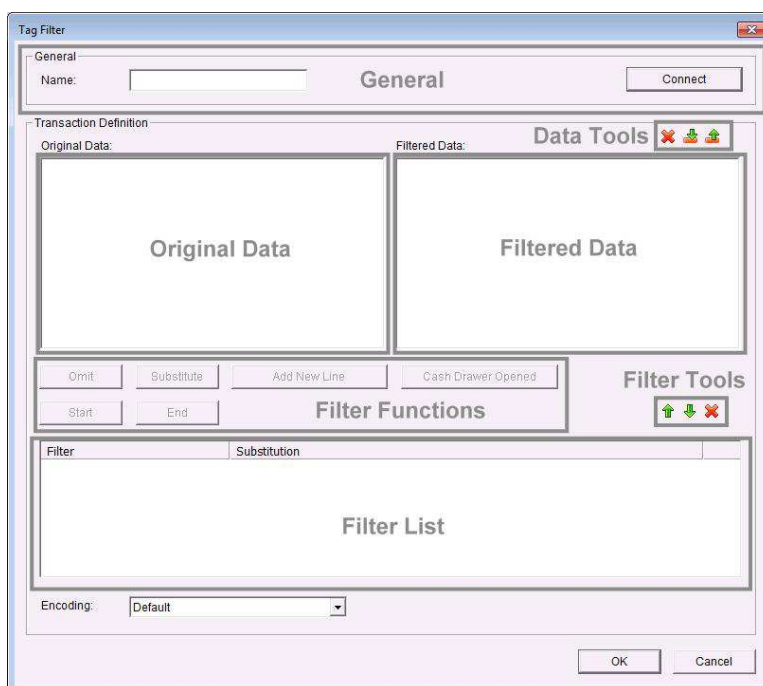 Tag Filter
General
Name:
General
Connect
Transaction Definition
Data Tools
Original Data:
Filtered Data:
Original Data
Filtered Data
Omit
Substitute
Add New Line
Cash Drawer Opened
Filter Tools
Start
End
Filter Functions
Filter
Substitution
Filter List
Encoding:
Default
OK
Cancel